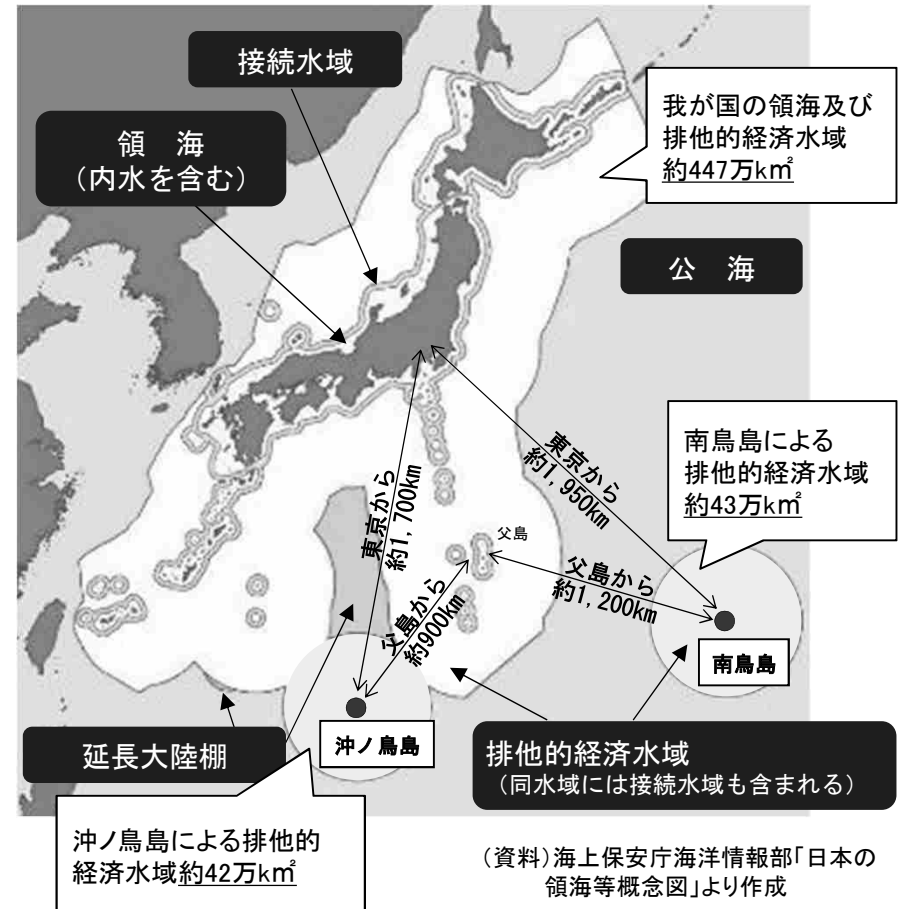 接続水域
領　海
（内水を含む）
我が国の領海及び
排他的経済水域
約447万k㎡
公　海
南鳥島による
排他的経済水域
約43万k㎡
東京から
約1,950km
東京から
約1,700km
父島
父島から
約1,200km
父島から
約900km
南鳥島
沖ノ鳥島
延長大陸棚
排他的経済水域
（同水域には接続水域も含まれる）
沖ノ鳥島による排他的
経済水域約42万k㎡
（資料）海上保安庁海洋情報部「日本の
領海等概念図」より作成